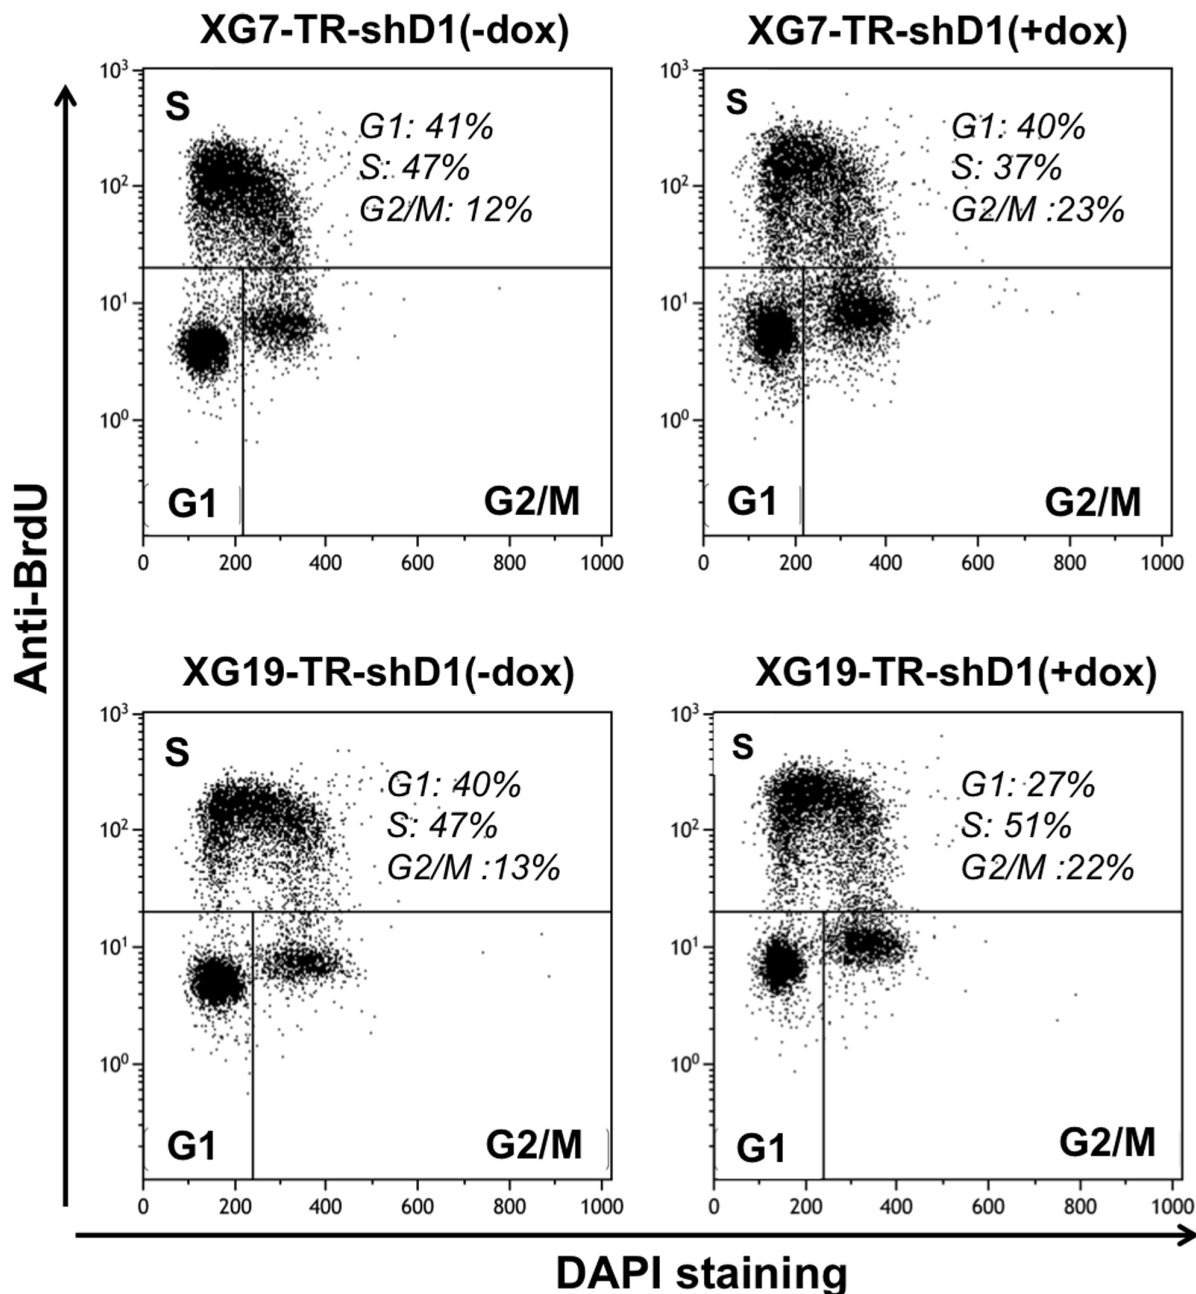 XG7-TR-shD1(-dox)
XG7-TR-shD1(+dox)
10³
10²
10¹
10⁰
S
G1: 41%
S: 47%
G2/M: 12%
G1
G2/M
0 200 400 600 800 1000
10³
10²
10¹
10⁰
S
G1: 40%
S: 37%
G2/M :23%
G1
G2/M
0 200 400 600 800 1000
Anti-BrdU
XG19-TR-shD1(-dox)
XG19-TR-shD1(+dox)
10³
10²
10¹
10⁰
S
G1: 40%
S: 47%
G2/M :13%
G1
G2/M
0 200 400 600 800 1000
10³
10²
10¹
10⁰
S
G1: 27%
S: 51%
G2/M :22%
G1
G2/M
0 200 400 600 800 1000
DAPI staining